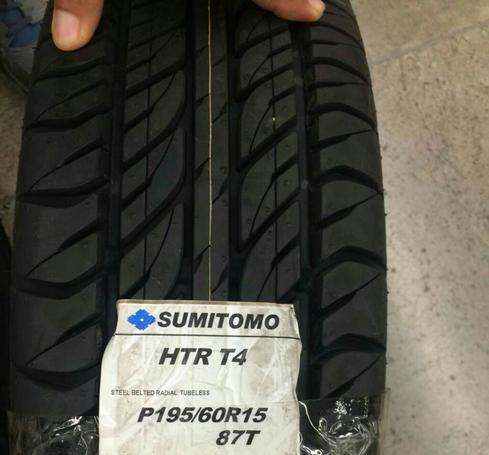 SUMITOMO
HTR T4
STEEL BELTED RADIAL TUBELESS
P195/60R15
87T